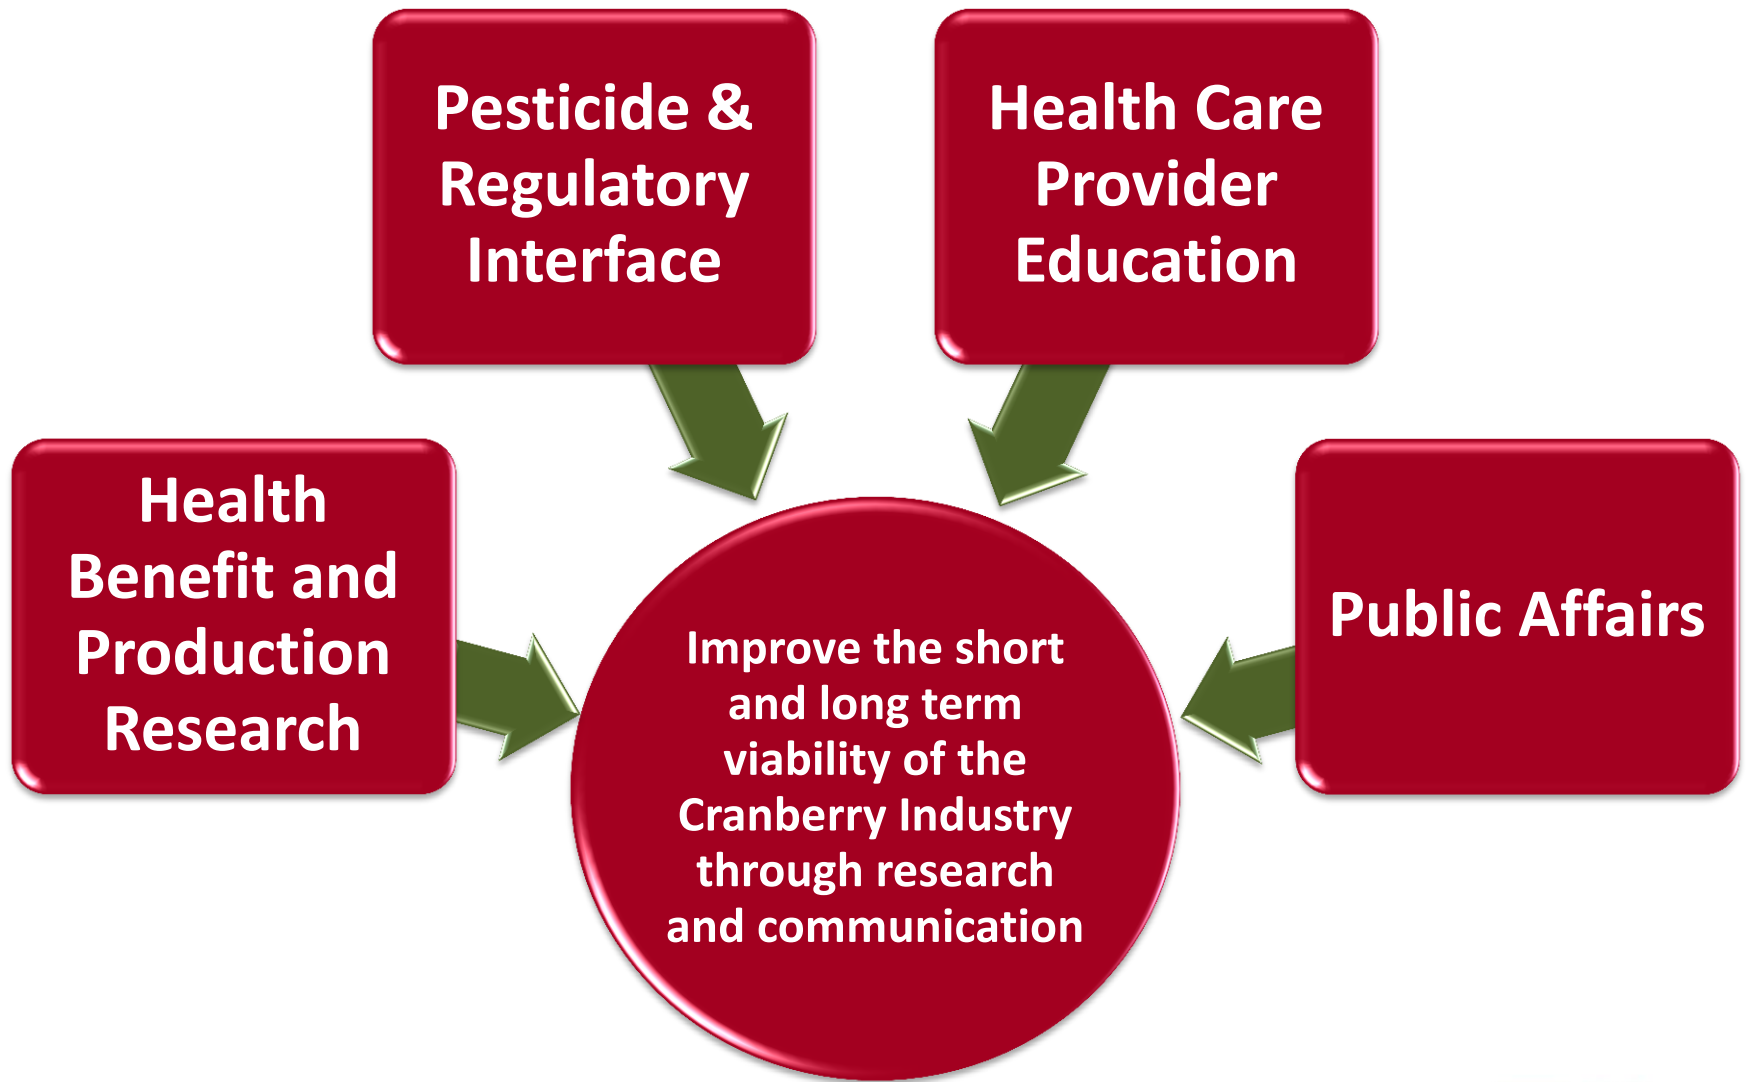 Pesticide &
Regulatory
Interface
Health Care
Provider
Education
Health
Benefit and
Production
Research
Public Affairs
Improve the short
and long term
viability of the
Cranberry Industry
through research
and communication